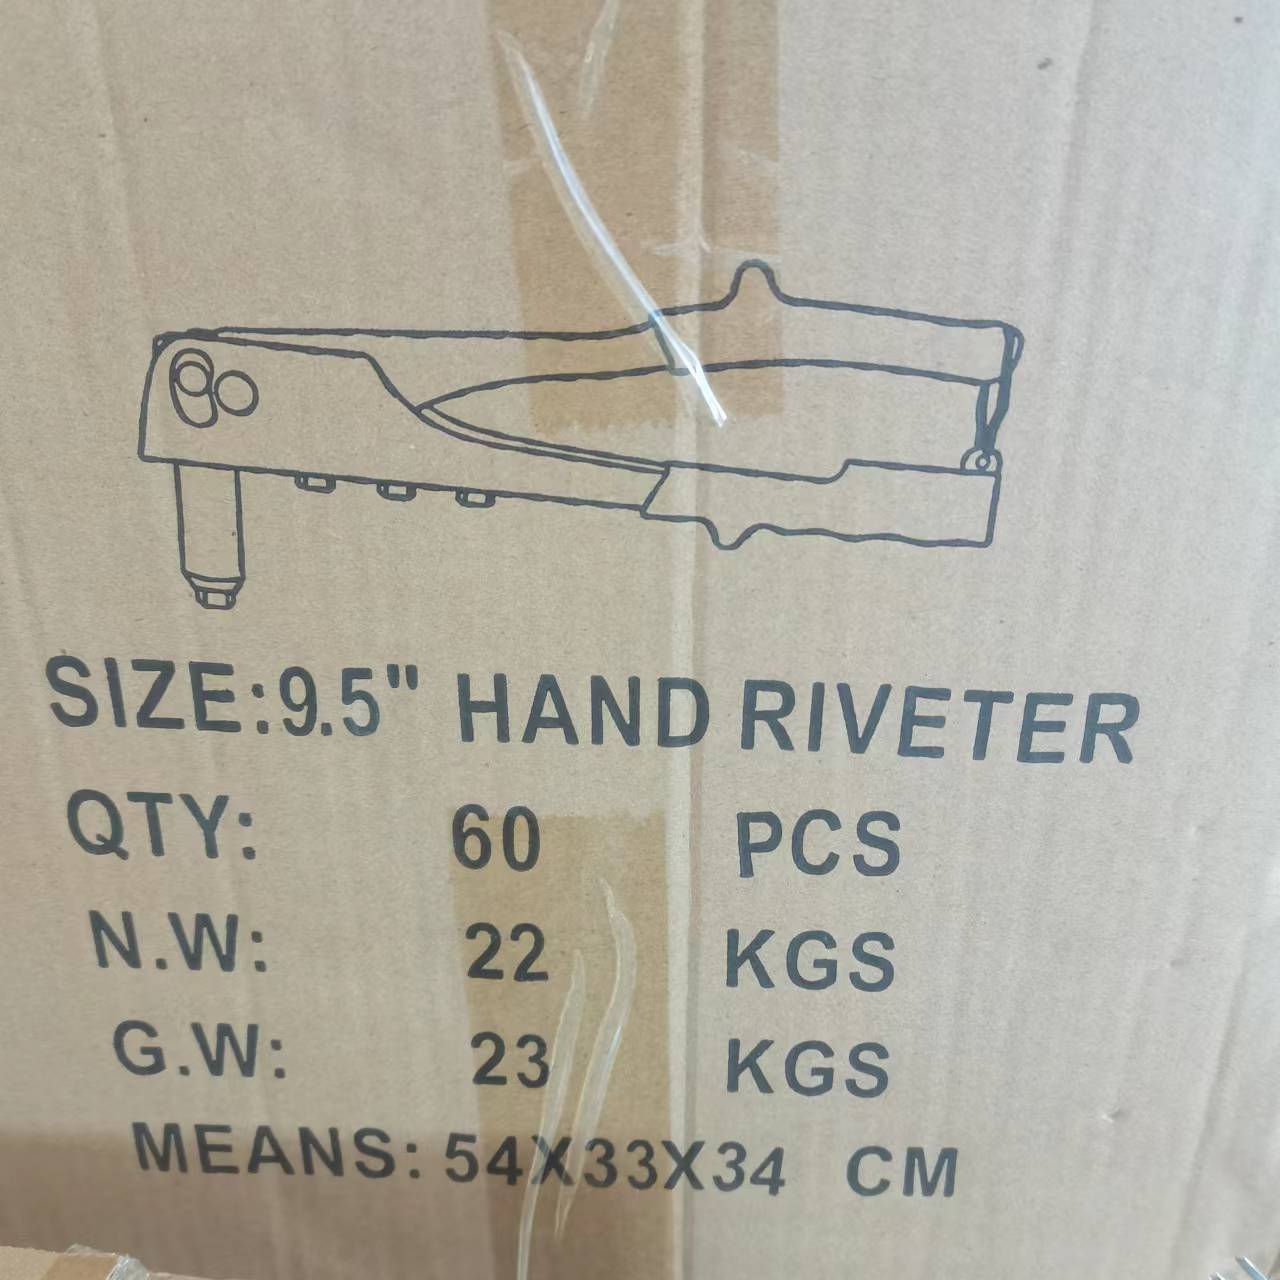 SIZE:9.5" HAND RIVETER
QTY: 60 PCS
N.W: 22 KGS
G.W: 23 KGS
MEANS: 54X33X34 CM